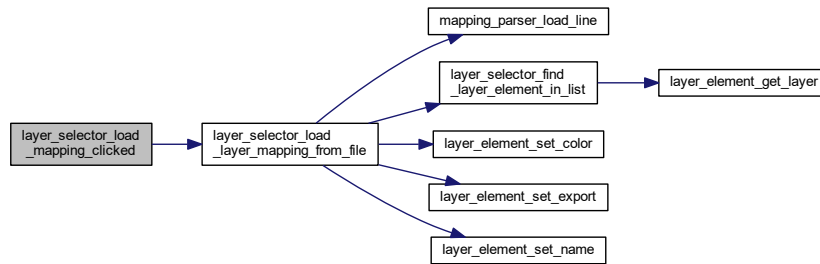 layer_selector_load
_mapping_clicked
layer_selector_load
_layer_mapping_from_file
mapping_parser_load_line
layer_selector_find
_layer_element_in_list
layer_element_get_layer
layer_element_set_color
layer_element_set_export
layer_element_set_name